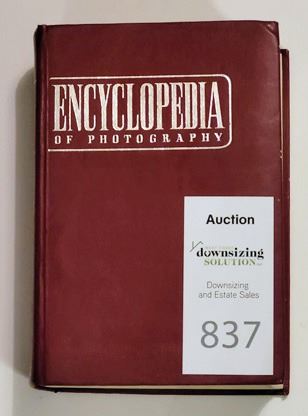 ENCYCLOPEDIA
OF PHOTOGRAPHY
Auction
downsizing
SOLUTION
Downsizing
and Estate Sales
837